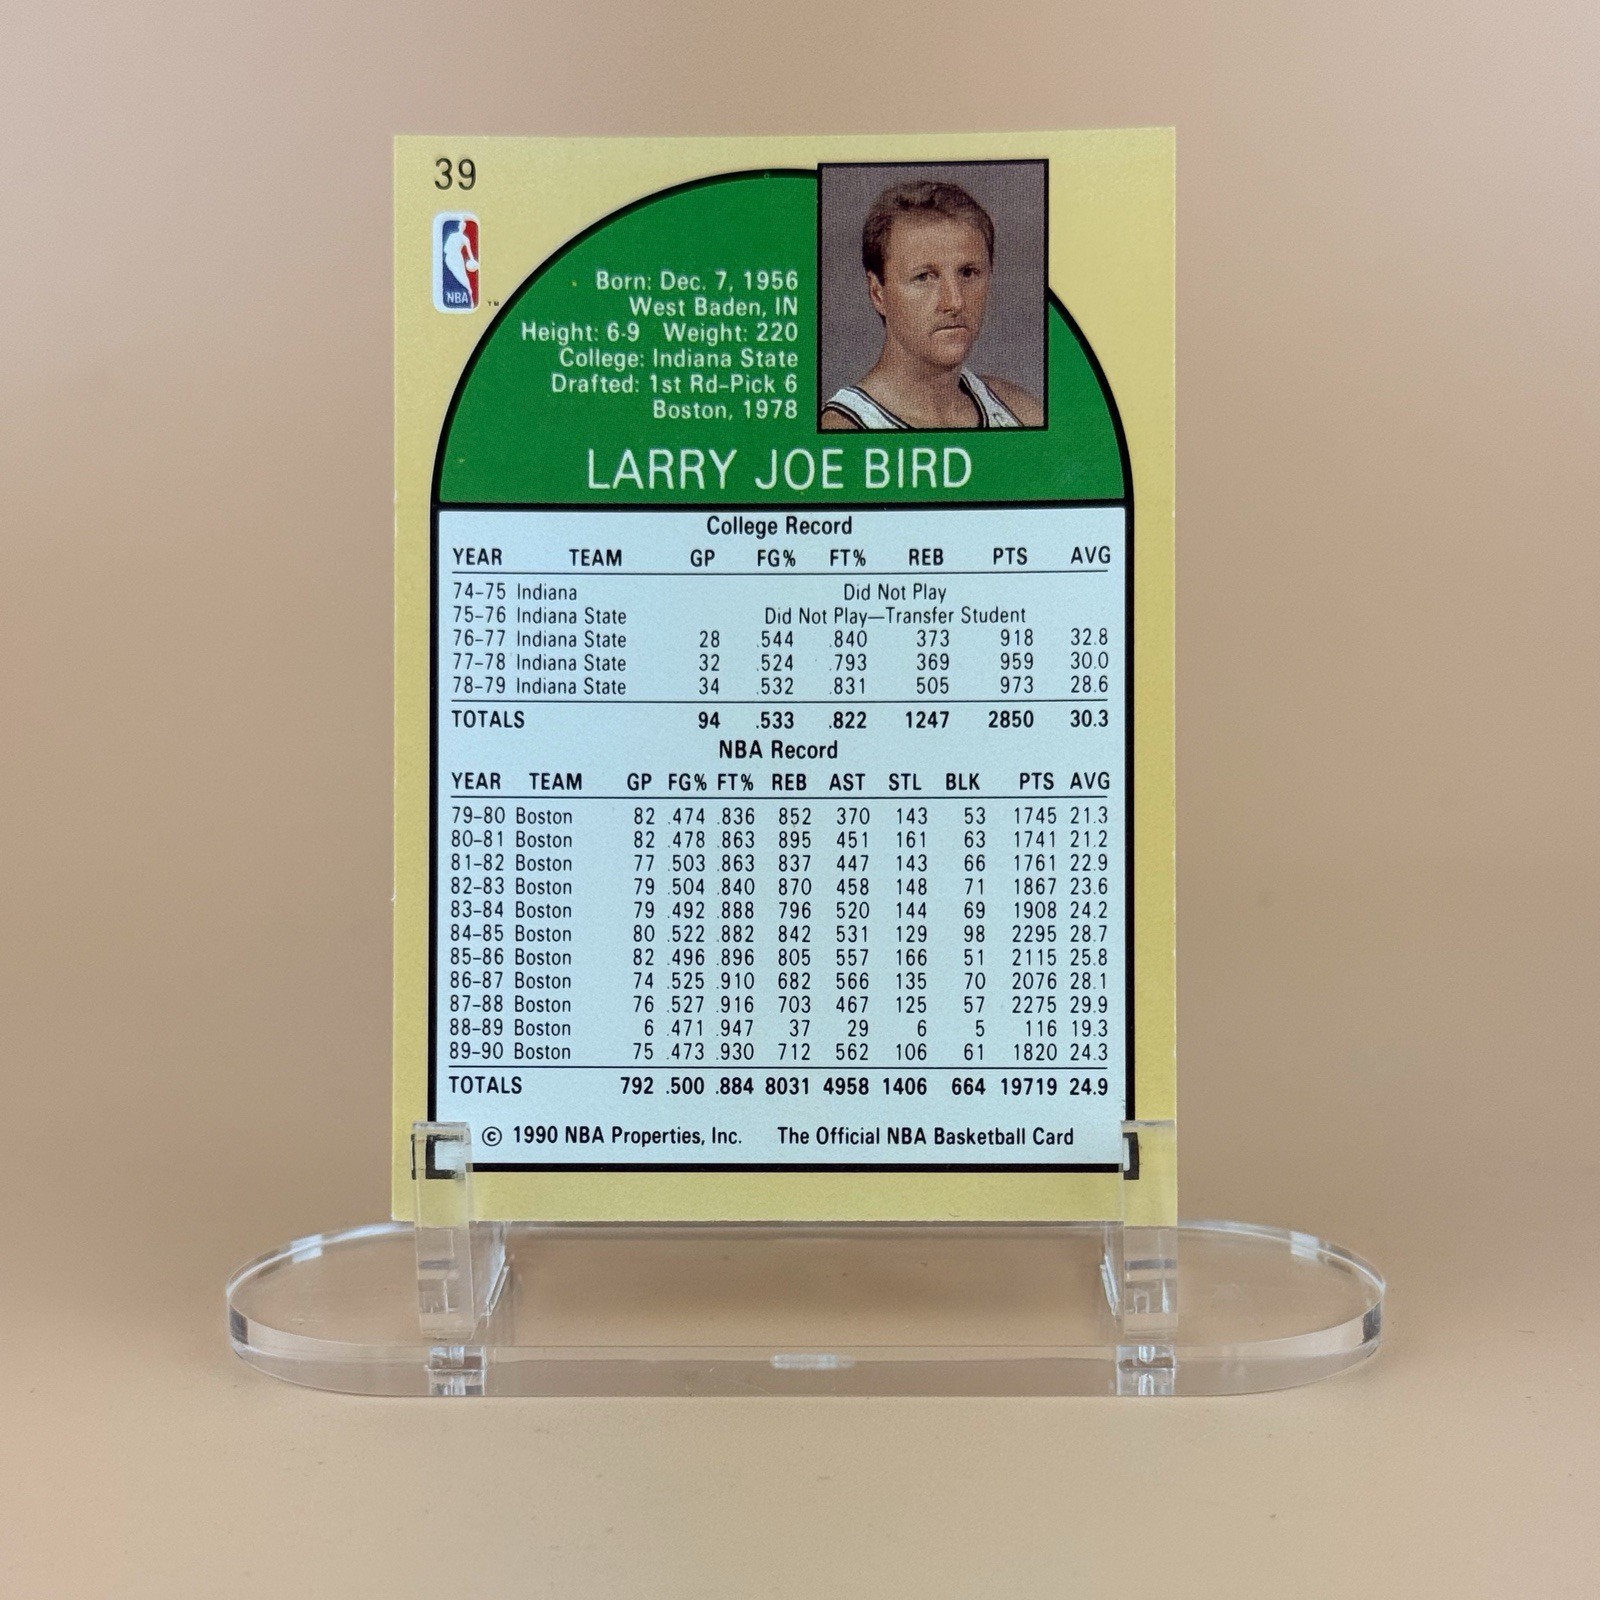 39
NBA
TM
Born: Dec. 7, 1956
West Baden, IN
Height: 6-9 Weight: 220
College: Indiana State
Drafted: 1st Rd-Pick 6
Boston, 1978
LARRY JOE BIRD
College Record
YEAR TEAM GP FG% FT% REB PTS AVG
74-75 Indiana Did Not Play
75-76 Indiana State Did Not Play—Transfer Student
76-77 Indiana State 28 .544 .840 373 918 32.8
77-78 Indiana State 32 .524 .793 369 959 30.0
78-79 Indiana State 34 .532 .831 505 973 28.6
TOTALS 94 .533 .822 1247 2850 30.3
NBA Record
YEAR TEAM GP FG% FT% REB AST STL BLK PTS AVG
79-80 Boston 82 .474 .836 852 370 143 53 1745 21.3
80-81 Boston 82 .478 .863 895 451 161 63 1741 21.2
81-82 Boston 77 .503 .863 837 447 143 66 1761 22.9
82-83 Boston 79 .504 .840 870 458 148 71 1867 23.6
83-84 Boston 79 .492 .888 796 520 144 69 1908 24.2
84-85 Boston 80 .522 .882 842 531 129 98 2295 28.7
85-86 Boston 82 .496 .896 805 557 166 51 2115 25.8
86-87 Boston 74 .525 .910 682 566 135 70 2076 28.1
87-88 Boston 76 .527 .916 703 467 125 57 2275 29.9
88-89 Boston 6 .471 .947 37 29 6 5 116 19.3
89-90 Boston 75 .473 .930 712 562 106 61 1820 24.3
TOTALS 792 .500 .884 8031 4958 1406 664 19719 24.9
© 1990 NBA Properties, Inc. The Official NBA Basketball Card